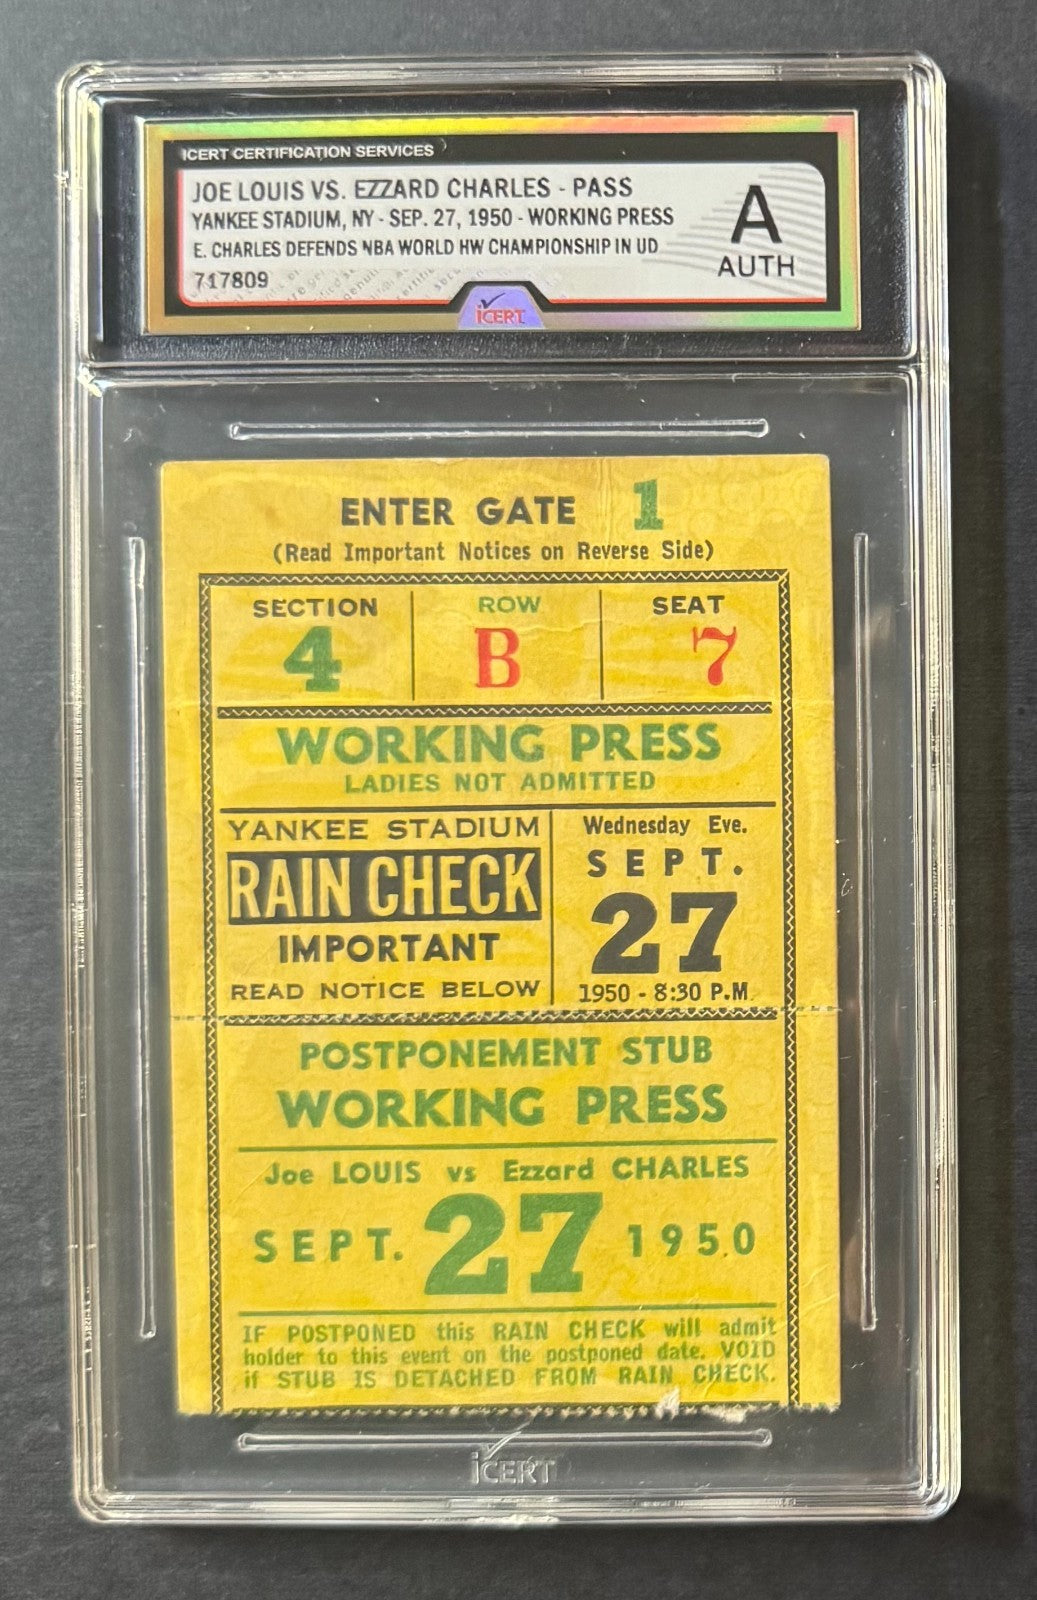 ICERT CERTIFICATION SERVICES
JOE LOUIS VS. EZZARD CHARLES - PASS
YANKEE STADIUM, NY - SEP. 27, 1950 - WORKING PRESS
E. CHARLES DEFENDS NBA WORLD HW CHAMPIONSHIP IN UD
717809
A
AUTH
iCERT
ENTER GATE 1
(Read Important Notices on Reverse Side)
SECTION ROW SEAT
4 B 7
WORKING PRESS
LADIES NOT ADMITTED
YANKEE STADIUM
RAIN CHECK
IMPORTANT
READ NOTICE BELOW
Wednesday Eve.
SEPT.
27
1950 - 8:30 P.M.
POSTPONEMENT STUB
WORKING PRESS
Joe LOUIS vs Ezzard CHARLES
SEPT. 27 1950
IF POSTPONED this RAIN CHECK will admit
holder to this event on the postponed date. VOID
if STUB IS DETACHED FROM RAIN CHECK.
iCERT